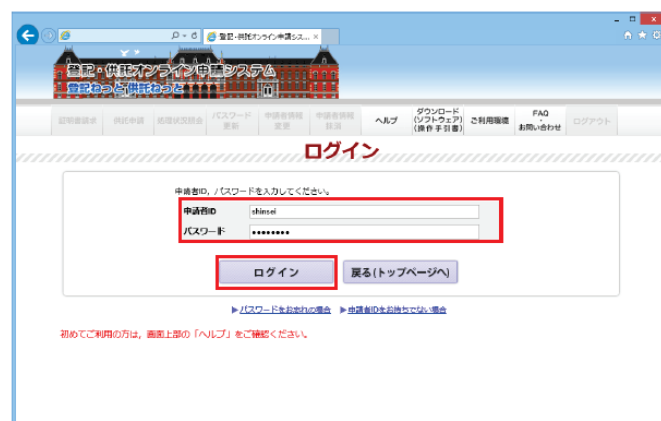 登記・供託オンライン申請シス...
登記・供託オンライン申請システム
登記ねっと 供託ねっと
証明書請求 供託申請 処理状況照会 パスワード更新 申請者情報変更 申請者情報抹消 ヘルプ ダウンロード(ソフトウェア)(操作手引書) ご利用環境 FAQ・お問い合わせ ログアウト
ログイン
申請者ID，パスワードを入力してください。
申請者ID shinsei
パスワード ••••••••
ログイン 戻る(トップページへ)
▶パスワードをお忘れの場合 ▶申請者IDをお持ちでない場合
初めてご利用の方は，画面上部の「ヘルプ」をご確認ください。